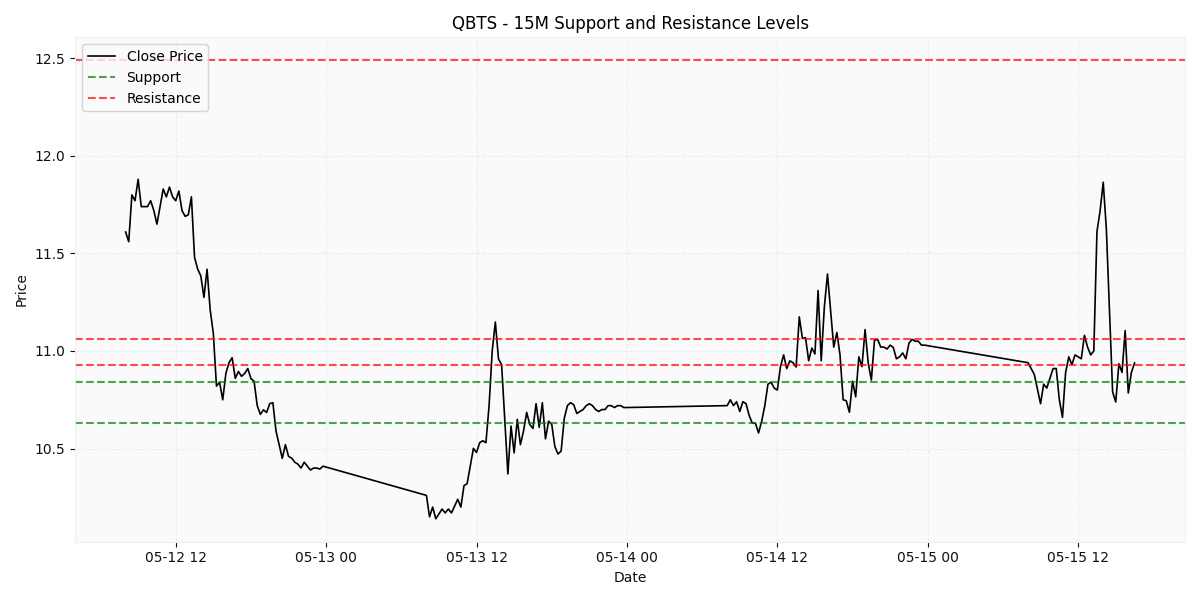 QBTS - 15M Support and Resistance Levels
Close Price
Support
Resistance
12.5
12.0
11.5
11.0
10.5
Price
05-12 12
05-13 00
05-13 12
05-14 00
05-14 12
05-15 00
05-15 12
Date